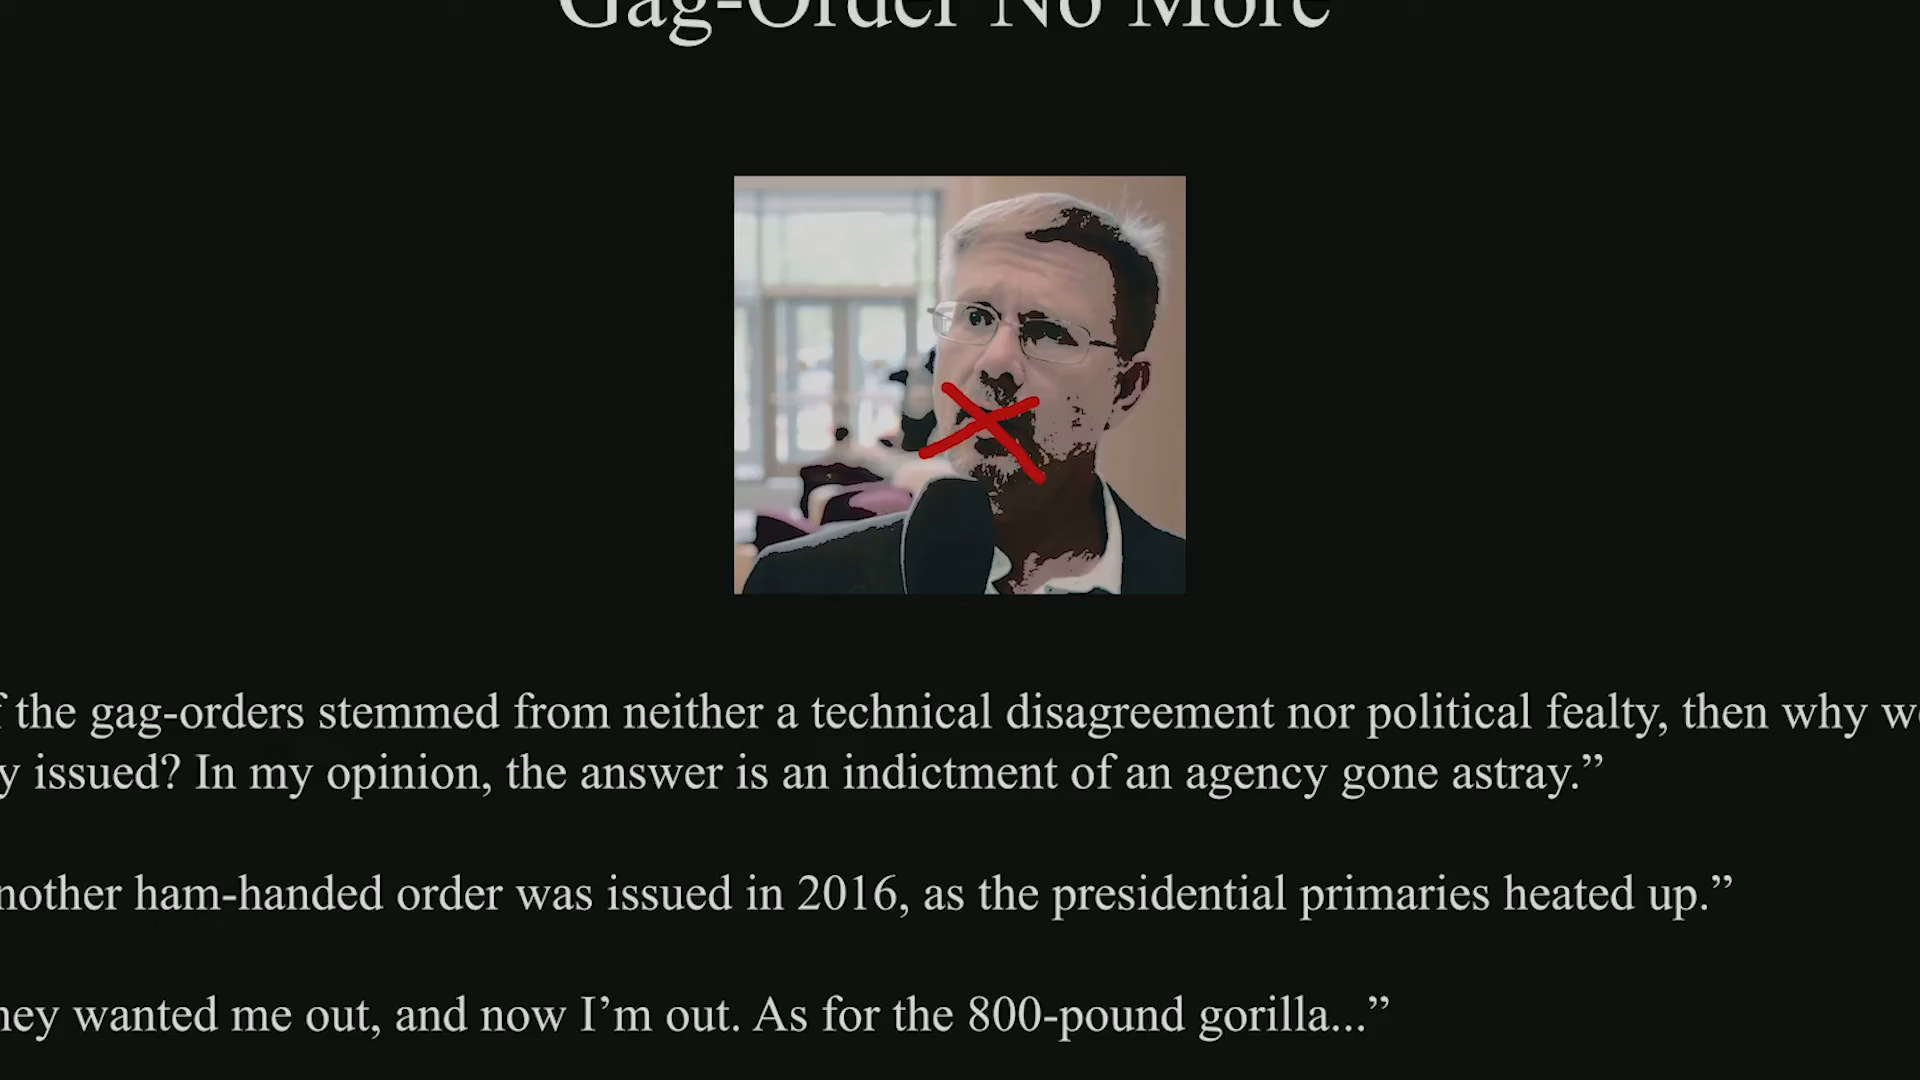 Gag-Order No More
the gag-orders stemmed from neither a technical disagreement nor political fealty, then why
issued? In my opinion, the answer is an indictment of an agency gone astray.”
nother ham-handed order was issued in 2016, as the presidential primaries heated up.”
hey wanted me out, and now I’m out. As for the 800-pound gorilla...”